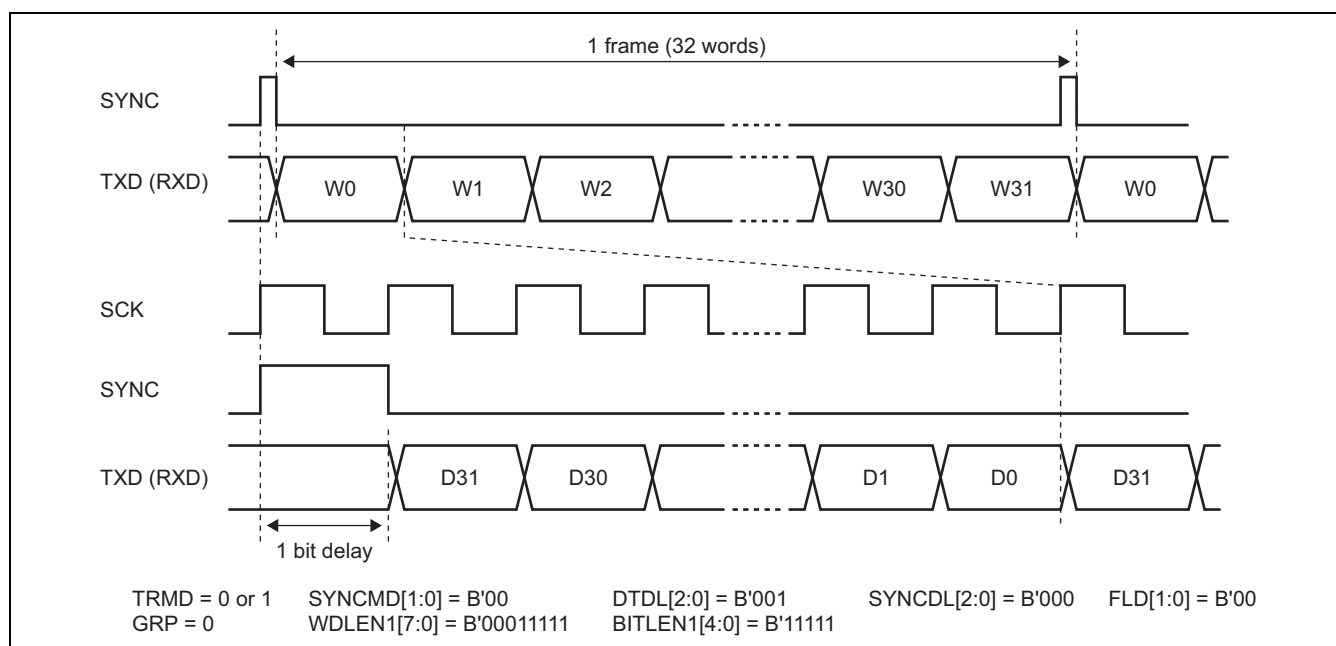 1 frame (32 words)
SYNC
TXD (RXD)
W0
W1
W2
W30
W31
W0
SCK
SYNC
TXD (RXD)
D31
D30
D1
D0
D31
1 bit delay
TRMD = 0 or 1 SYNCMD[1:0] = B'00 DTDL[2:0] = B'001 SYNCDL[2:0] = B'000 FLD[1:0] = B'00
GRP = 0 WDLEN1[7:0] = B'00011111 BITLEN1[4:0] = B'11111